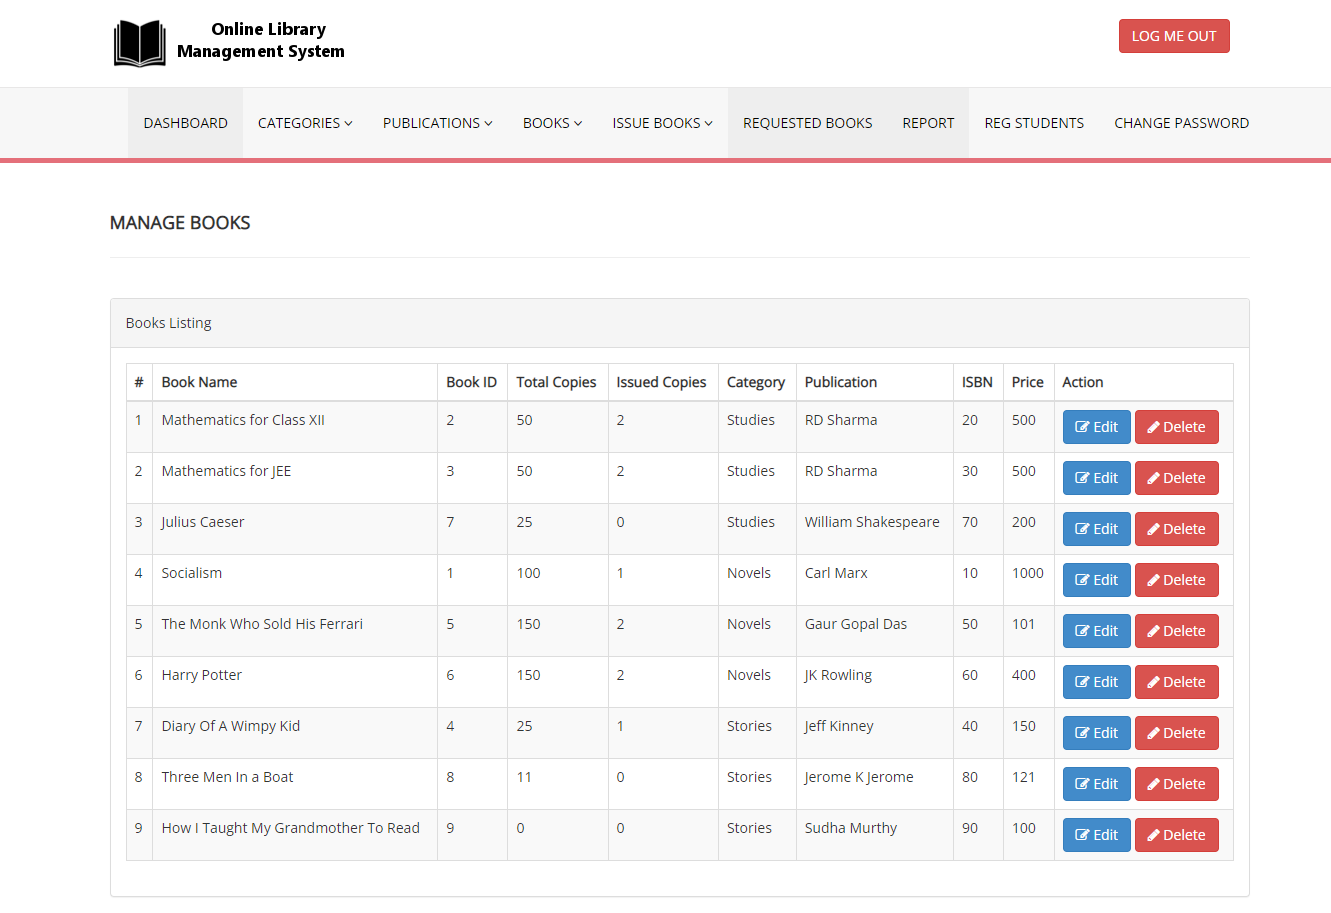 Online Library
Management System
LOG ME OUT
DASHBOARD CATEGORIES PUBLICATIONS BOOKS ISSUE BOOKS REQUESTED BOOKS REPORT REG STUDENTS CHANGE PASSWORD
MANAGE BOOKS
Books Listing
# Book Name Book ID Total Copies Issued Copies Category Publication ISBN Price Action
1 Mathematics for Class XII 2 50 2 Studies RD Sharma 20 500 Edit Delete
2 Mathematics for JEE 3 50 2 Studies RD Sharma 30 500 Edit Delete
3 Julius Caeser 7 25 0 Studies William Shakespeare 70 200 Edit Delete
4 Socialism 1 100 1 Novels Carl Marx 10 1000 Edit Delete
5 The Monk Who Sold His Ferrari 5 150 2 Novels Gaur Gopal Das 50 101 Edit Delete
6 Harry Potter 6 150 2 Novels JK Rowling 60 400 Edit Delete
7 Diary Of A Wimpy Kid 4 25 1 Stories Jeff Kinney 40 150 Edit Delete
8 Three Men In a Boat 8 11 0 Stories Jerome K Jerome 80 121 Edit Delete
9 How I Taught My Grandmother To Read 9 0 0 Stories Sudha Murthy 90 100 Edit Delete